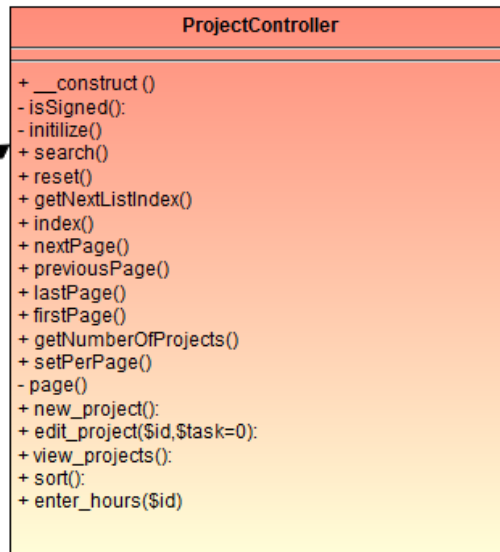 ProjectController
+ __construct ()
- isSigned():
- initilize()
+ search()
+ reset()
+ getNextListIndex()
+ index()
+ nextPage()
+ previousPage()
+ lastPage()
+ firstPage()
+ getNumberOfProjects()
+ setPerPage()
- page()
+ new_project():
+ edit_project($id,$task=0):
+ view_projects():
+ sort():
+ enter_hours($id)